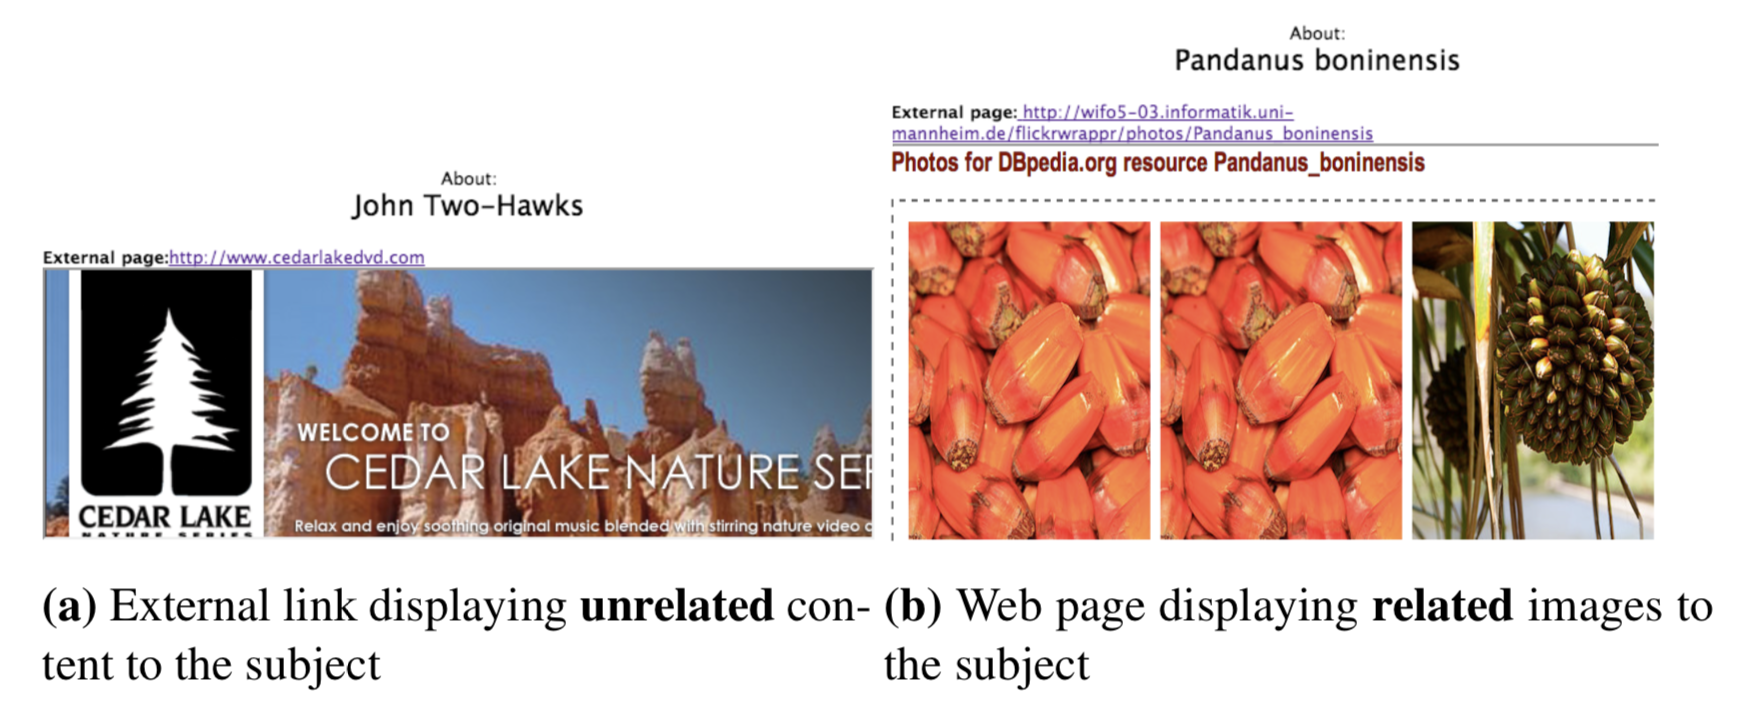 About:
John Two-Hawks
External page:http://www.cedarlakedvd.com
CEDAR LAKE
NATURE SERIES
WELCOME TO
CEDAR LAKE NATURE SER
Relax and enjoy soothing original music blended with stirring nature video
(a) External link displaying unrelated con-
tent to the subject
About:
Pandanus boninensis
External page: http://wifo5-03.informatik.uni-
mannheim.de/flickrwrappr/photos/Pandanus_boninensis
Photos for DBpedia.org resource Pandanus_boninensis
(b) Web page displaying related images to
the subject